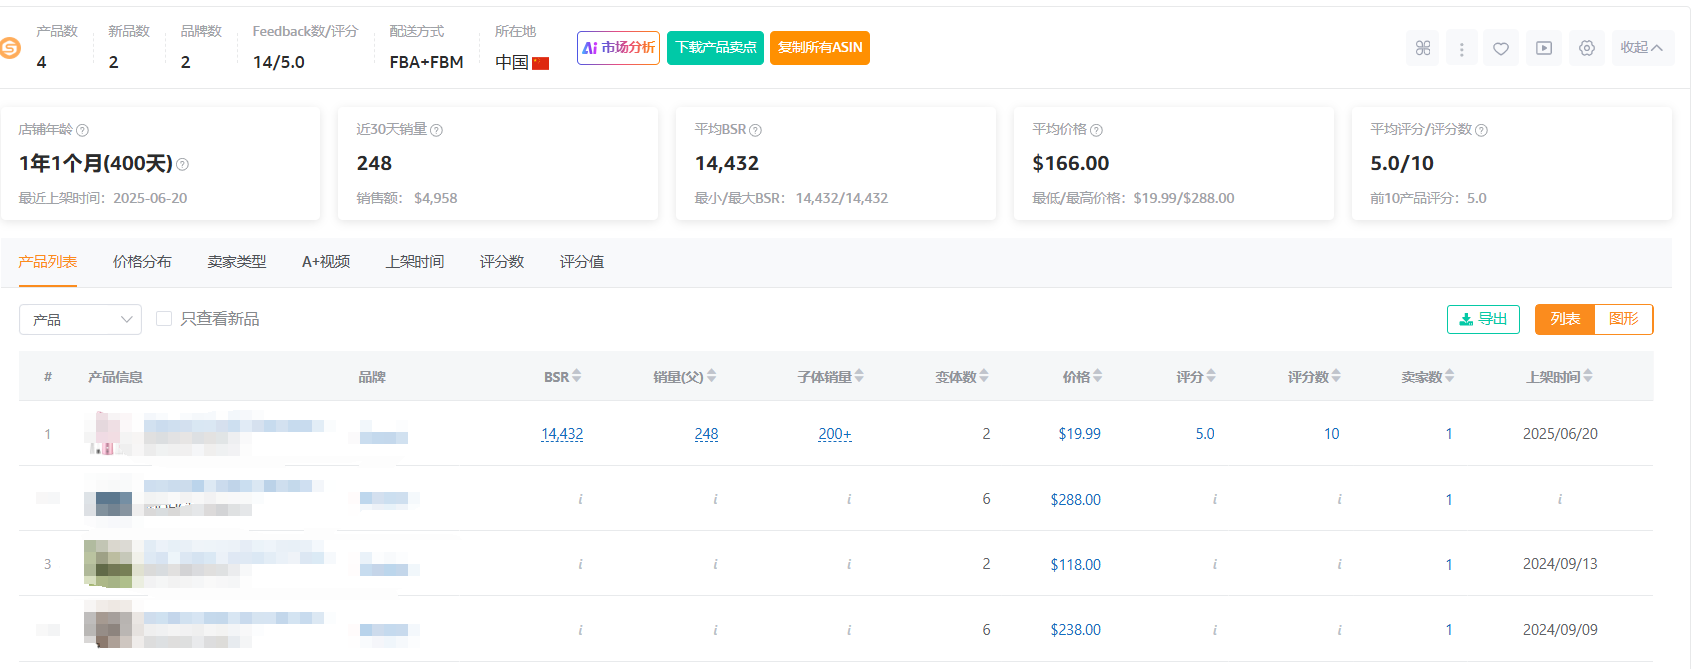 产品数 新品数 品牌数 Feedback数/评分 配送方式 所在地
4 2 2 14/5.0 FBA+FBM 中国
Ai 市场分析 下载产品卖点 复制所有ASIN 收起
店铺年龄 近30天销量 平均BSR 平均价格 平均评分/评分数
1年1个月(400天) 248 14,432 $166.00 5.0/10
最近上架时间：2025-06-20 销售额： $4,958 最小/最大BSR： 14,432/14,432 最低/最高价格：$19.99/$288.00 前10产品评分：5.0
产品列表 价格分布 卖家类型 A+视频 上架时间 评分数 评分值
产品 只查看新品 导出 列表 图形
# 产品信息 品牌 BSR 销量(父) 子体销量 变体数 价格 评分 评分数 卖家数 上架时间
1 14,432 248 200+ 2 $19.99 5.0 10 1 2025/06/20
i i i 6 $288.00 i i 1 i
3 i i i 2 $118.00 i i 1 2024/09/13
i i i 6 $238.00 i i 1 2024/09/09